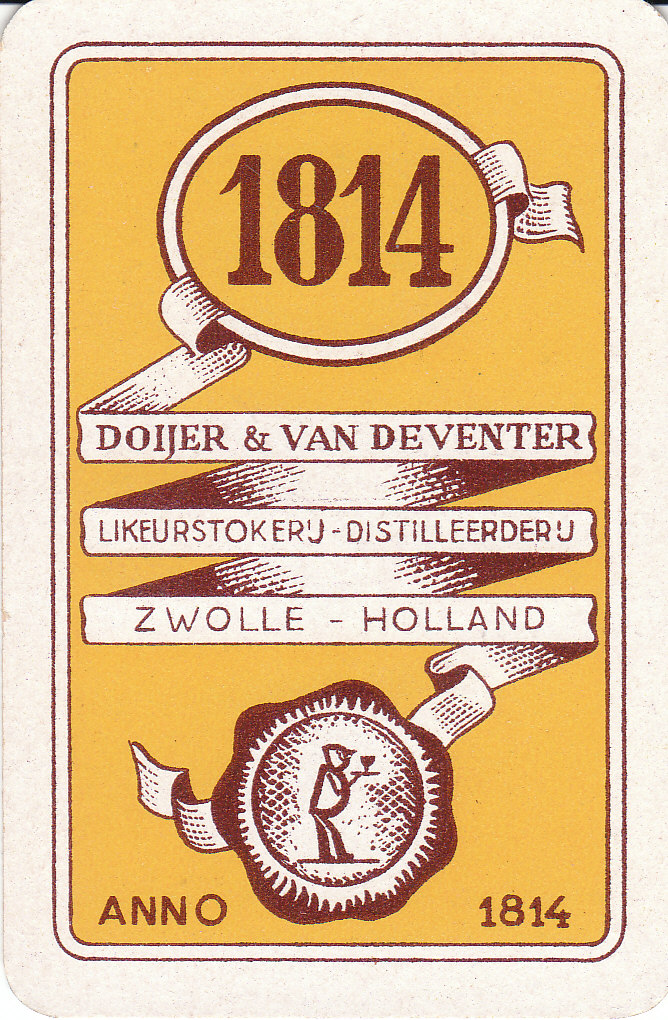 1814
DOIJER & VAN DEVENTER
LIKEURSTOKERIJ-DISTILLEERDERIJ
ZWOLLE - HOLLAND
ANNO 1814